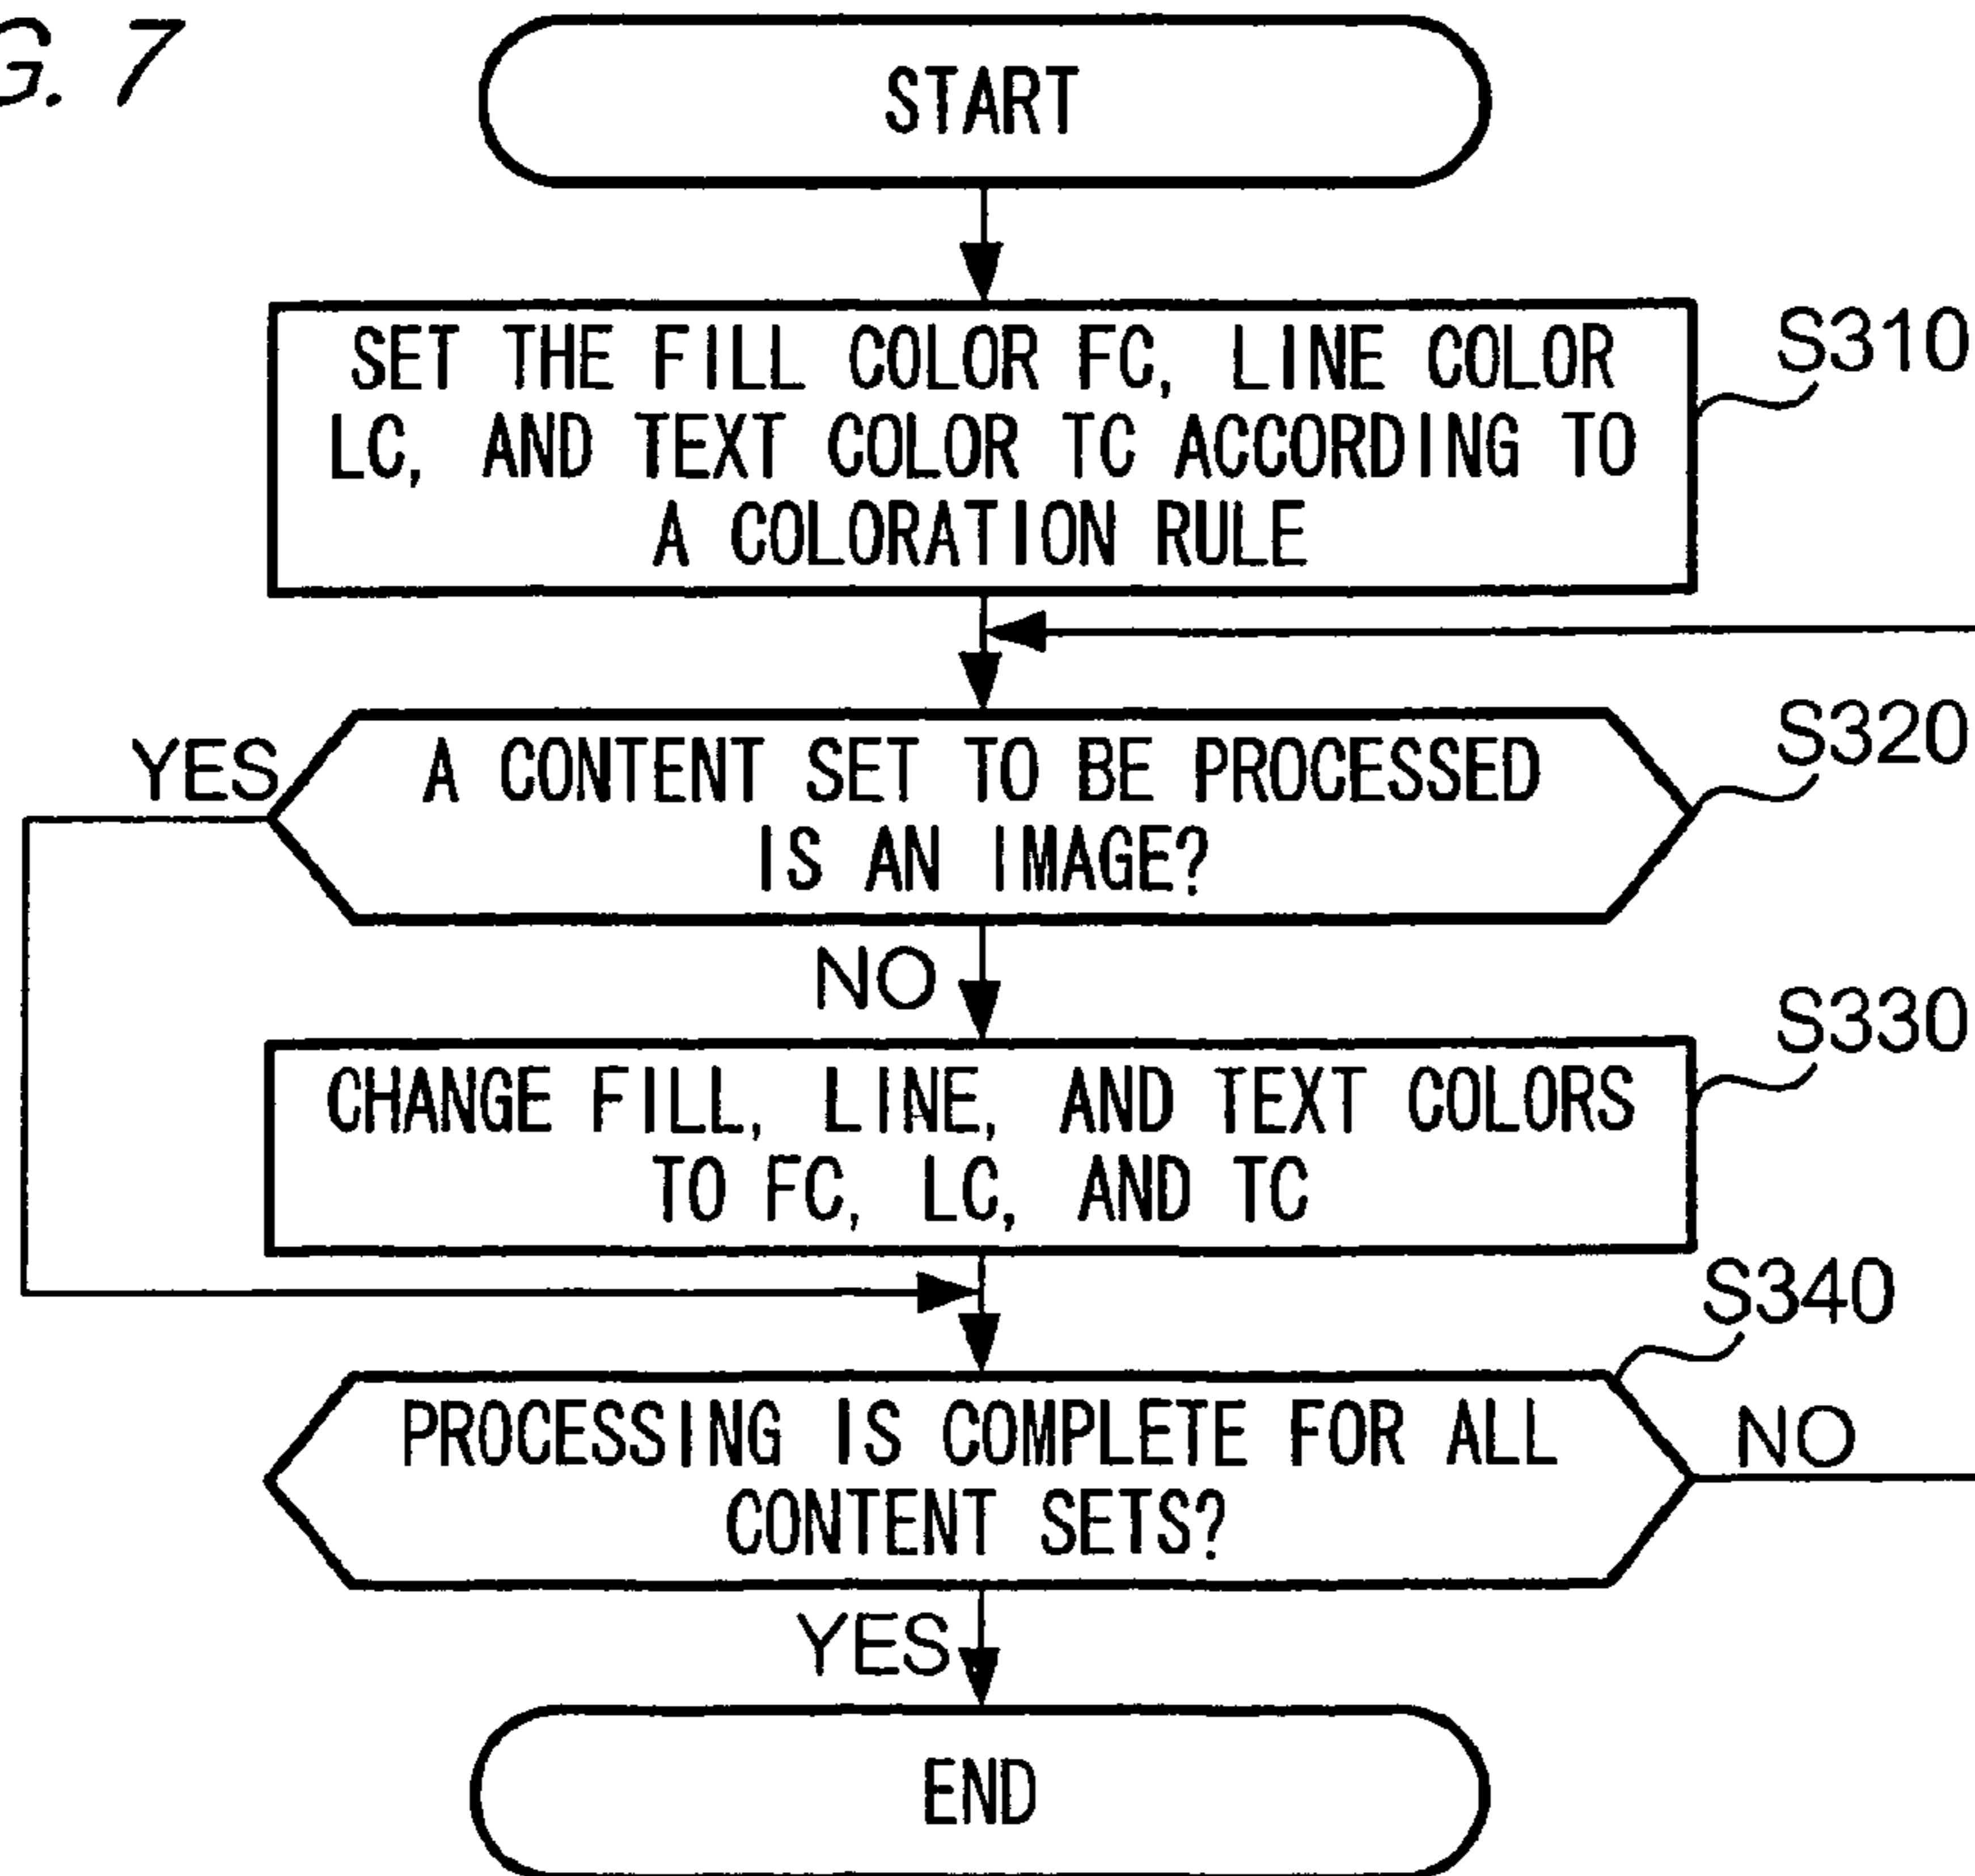 G. 7
START
SET THE FILL COLOR FC, LINE COLOR
LC, AND TEXT COLOR TC ACCORDING TO
A COLORATION RULE
S310
YES
A CONTENT SET TO BE PROCESSED
IS AN IMAGE?
S320
NO
CHANGE FILL, LINE, AND TEXT COLORS
TO FC, LC, AND TC
S330
S340
PROCESSING IS COMPLETE FOR ALL
CONTENT SETS?
NO
YES
END